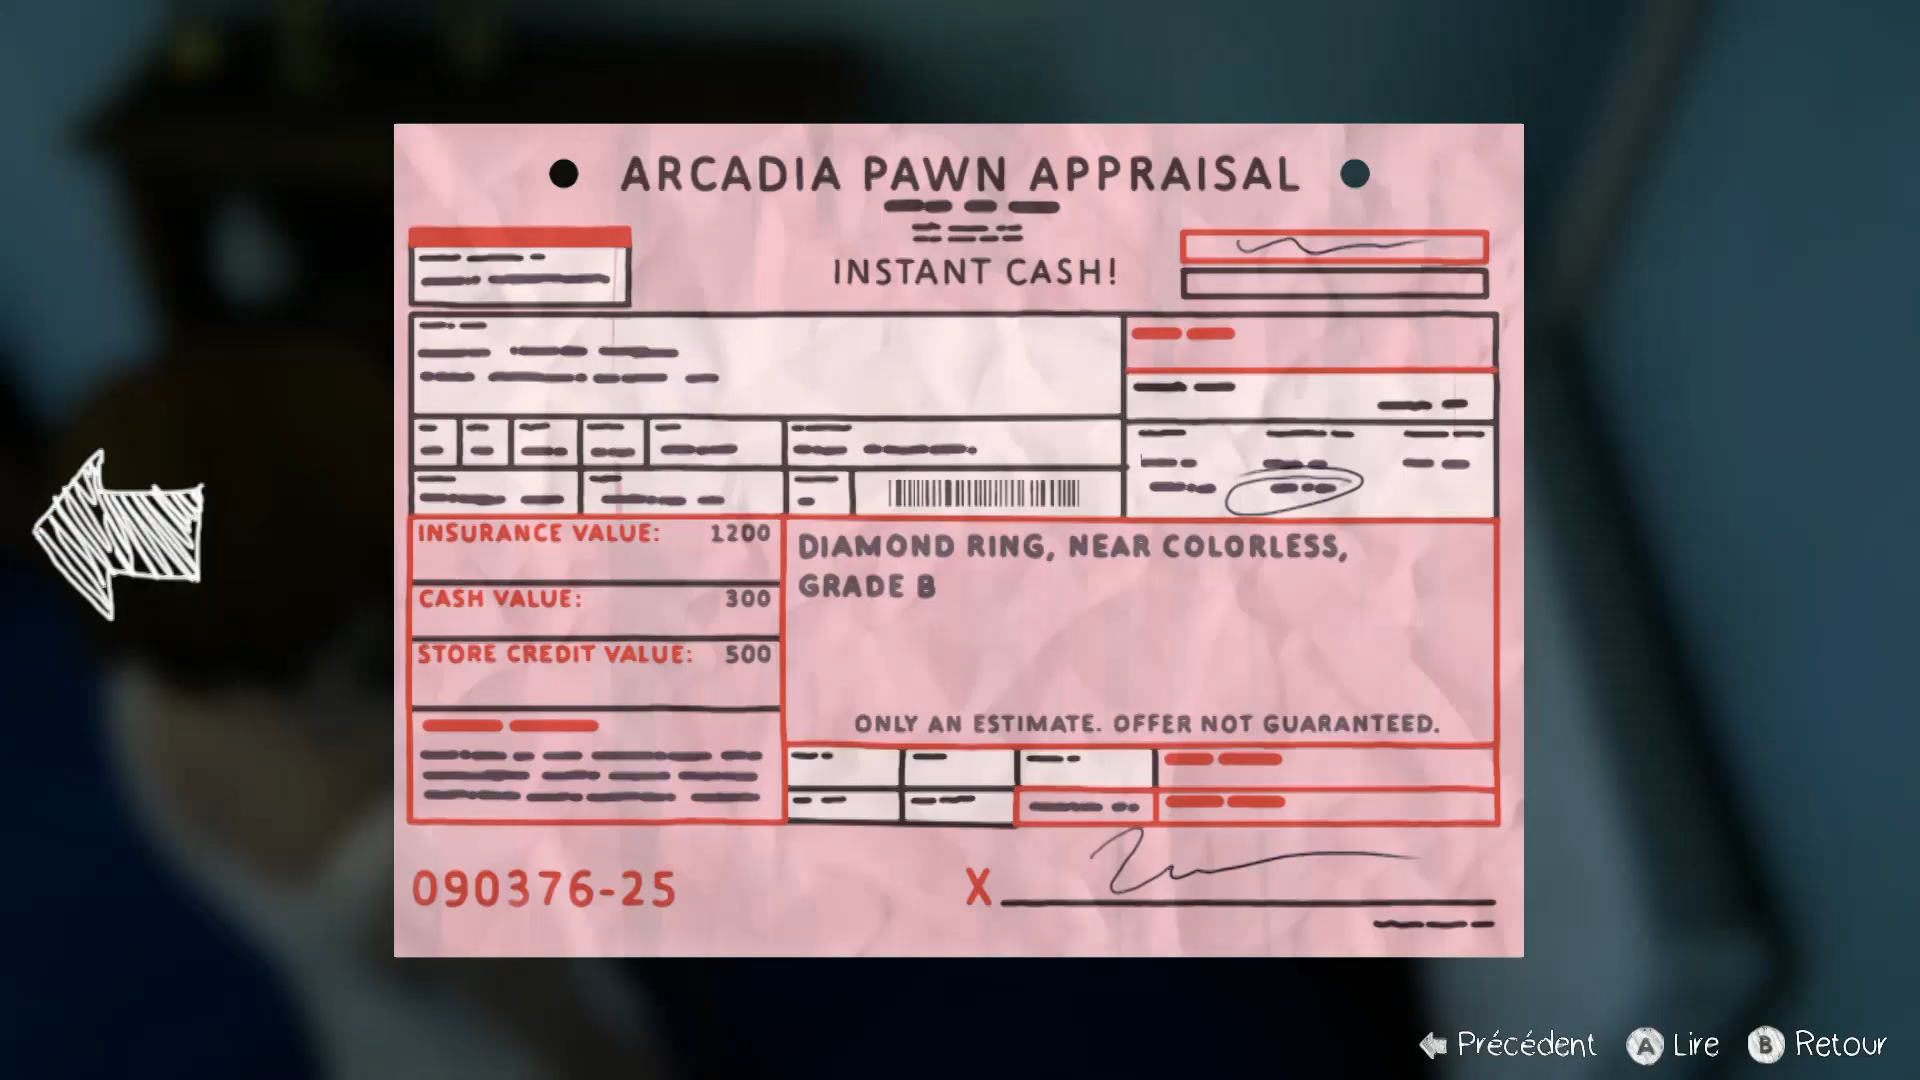 ARCADIA PAWN APPRAISAL
INSTANT CASH!
INSURANCE VALUE: 1200
CASH VALUE: 300
STORE CREDIT VALUE: 500
DIAMOND RING, NEAR COLORLESS,
GRADE B
ONLY AN ESTIMATE. OFFER NOT GUARANTEED.
090376-25
X
Précédent A Lire B Retour